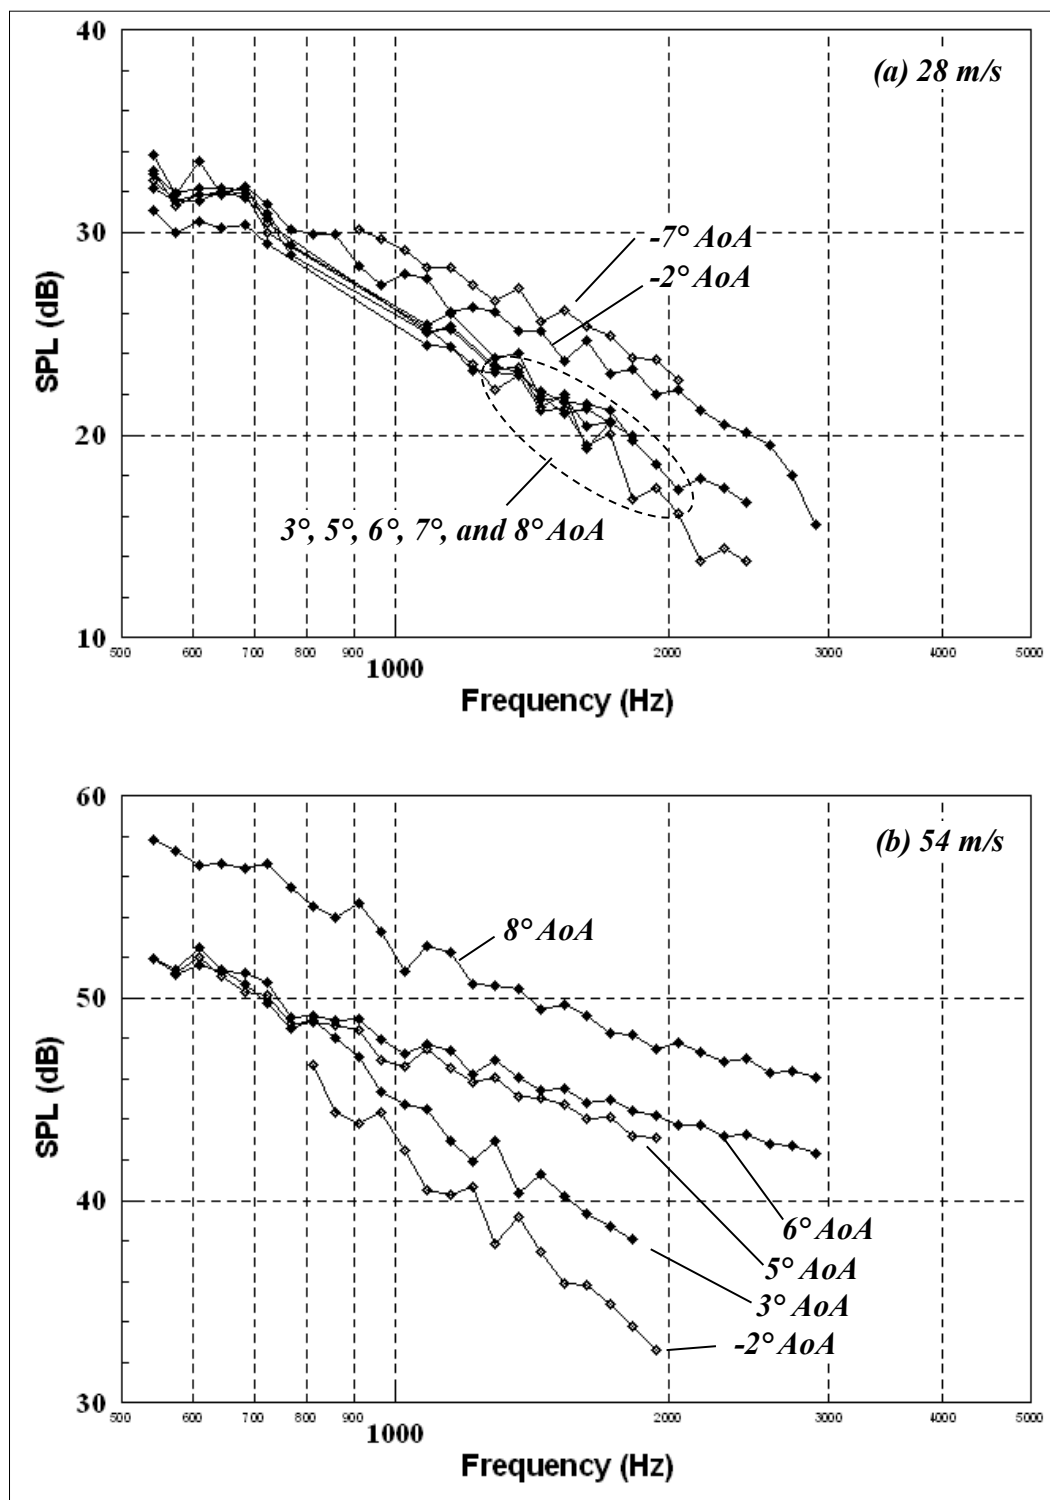 40
(a) 28 m/s
-7° AoA
30
-2° AoA
SPL (dB)
20
3°, 5°, 6°, 7°, and 8° AoA
10
500 600 700 800 900 1000 2000 3000 4000 5000
Frequency (Hz)
60
(b) 54 m/s
8° AoA
50
SPL (dB)
40
6° AoA
5° AoA
3° AoA
-2° AoA
30
500 600 700 800 900 1000 2000 3000 4000 5000
Frequency (Hz)